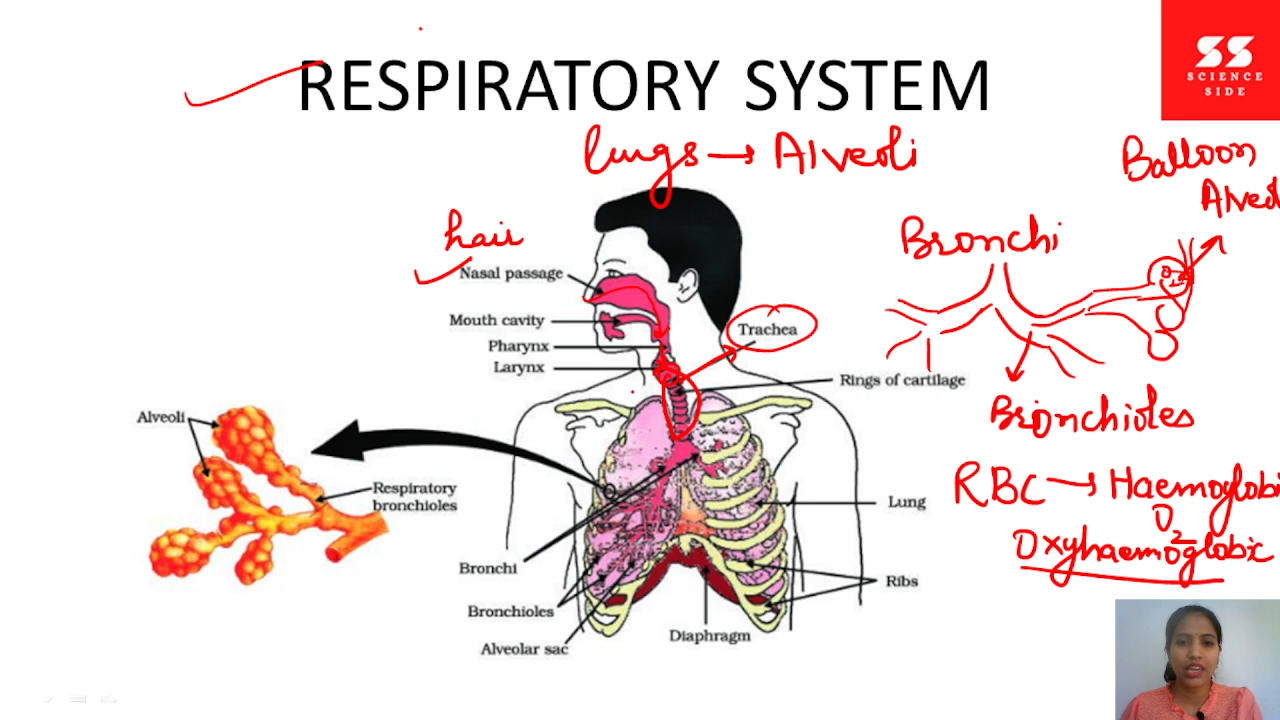 RESPIRATORY SYSTEM
SS
SCIENCE
SIDE
lungs → Alveoli
Balloon
Alveol
hair
Bronchi
Nasal passage
Mouth cavity
Trachea
Pharynx
Larynx
Rings of cartilage
Alveoli
Bronchioles
Respiratory
bronchioles
RBC → Haemoglobi
Lung
O2
Oxyhaemoglobic
Bronchi
Ribs
Bronchioles
Diaphragm
Alveolar sac